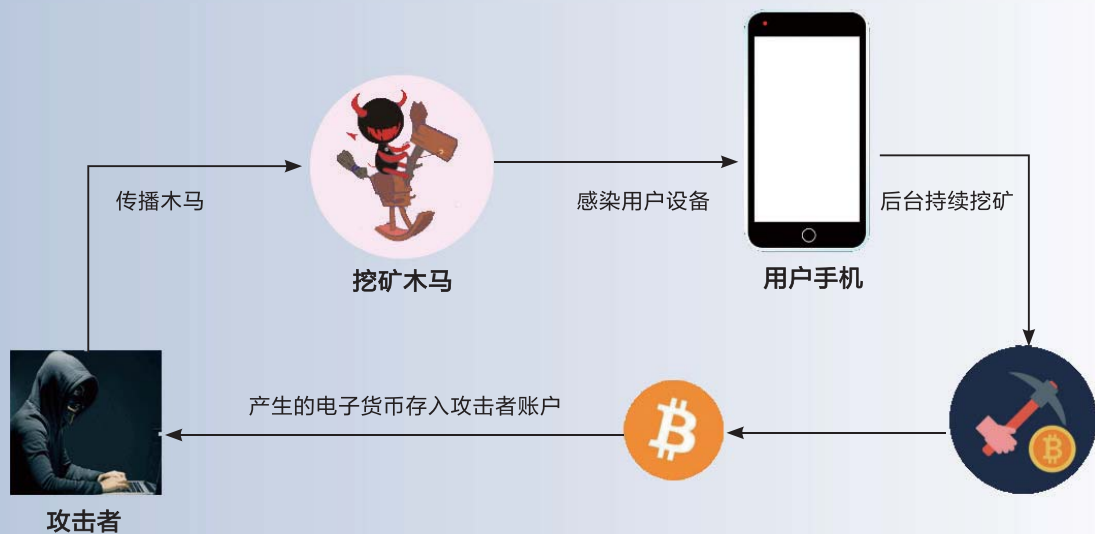 传播木马
挖矿木马
感染用户设备
用户手机
后台持续挖矿
产生的电子货币存入攻击者账户
攻击者